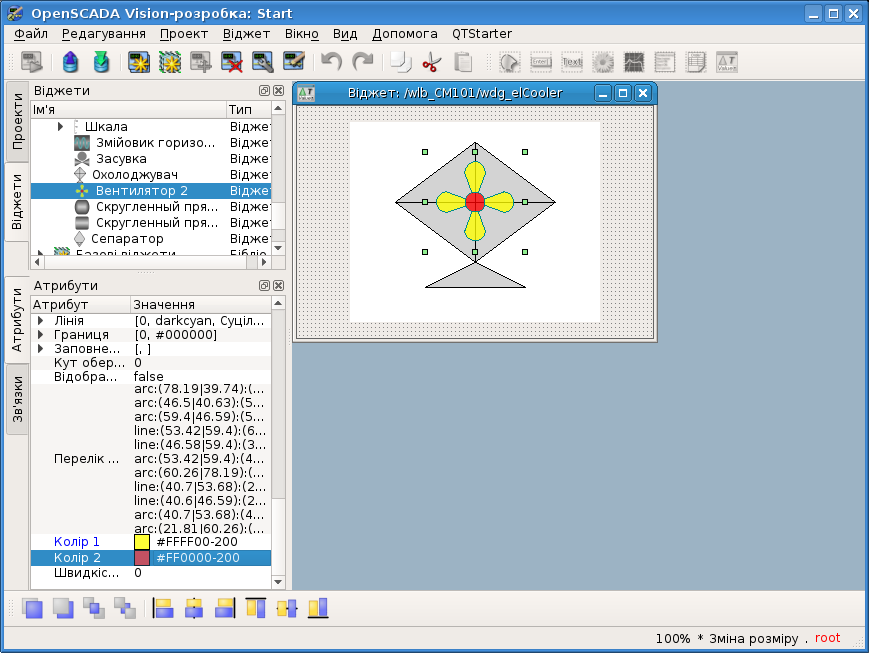 OpenSCADA Vision-розробка: Start
Файл Редагування Проект Віджет Вікно Вид Допомога QTStarter
Проекти
Віджети
Віджети
Ім'я Тип
Шкала Віджет
Змійовик горизо... Віджет
Засувка Віджет
Охолоджувач Віджет
Вентилятор 2 Віджет
Скругленный пря... Віджет
Скругленный пря... Віджет
Сепаратор Віджет
Базові віджети Бібліо
Атрибути
Зв'язки
Атрибути
Атрибут Значення
Лінія [0, darkcyan, Суціл...
Границя [0, #000000]
Заповне... [, ]
Кут обер... 0
Відобра... false
Перелік ...
arc:(78.19|39.74):(...
arc:(46.5|40.63):(5...
arc:(59.4|46.59):(5...
line:(53.42|59.4):(6...
line:(46.58|59.4):(3...
arc:(53.42|59.4):(4...
arc:(60.26|78.19):(...
line:(40.7|53.68):(2...
line:(40.6|46.59):(2...
arc:(40.7|53.68):(4...
arc:(21.81|60.26):(...
Колір 1 #FFFF00-200
Колір 2 #FF0000-200
Швидкіс... 0
Віджет: /wlb_CM101/wdg_elCooler
100% * Зміна розміру . root